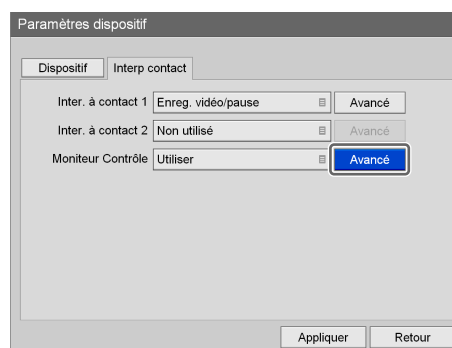 Paramètres dispositif
Dispositif Interp contact
Inter. à contact 1 Enreg. vidéo/pause Avancé
Inter. à contact 2 Non utilisé Avancé
Moniteur Contrôle Utiliser Avancé
Appliquer Retour